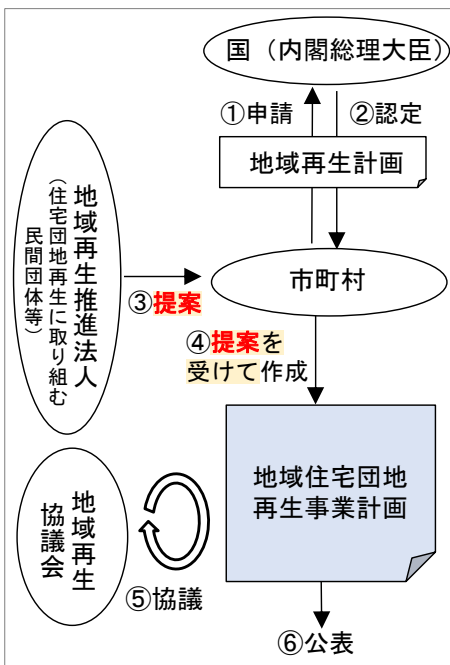 国（内閣総理大臣）
①申請
②認定
地域再生計画
市町村
地域再生推進法人
（住宅団地再生に取り組む
民間団体等）
③提案
④提案を
受けて作成
地域住宅団地
再生事業計画
地域再生
協議会
⑤協議
⑥公表